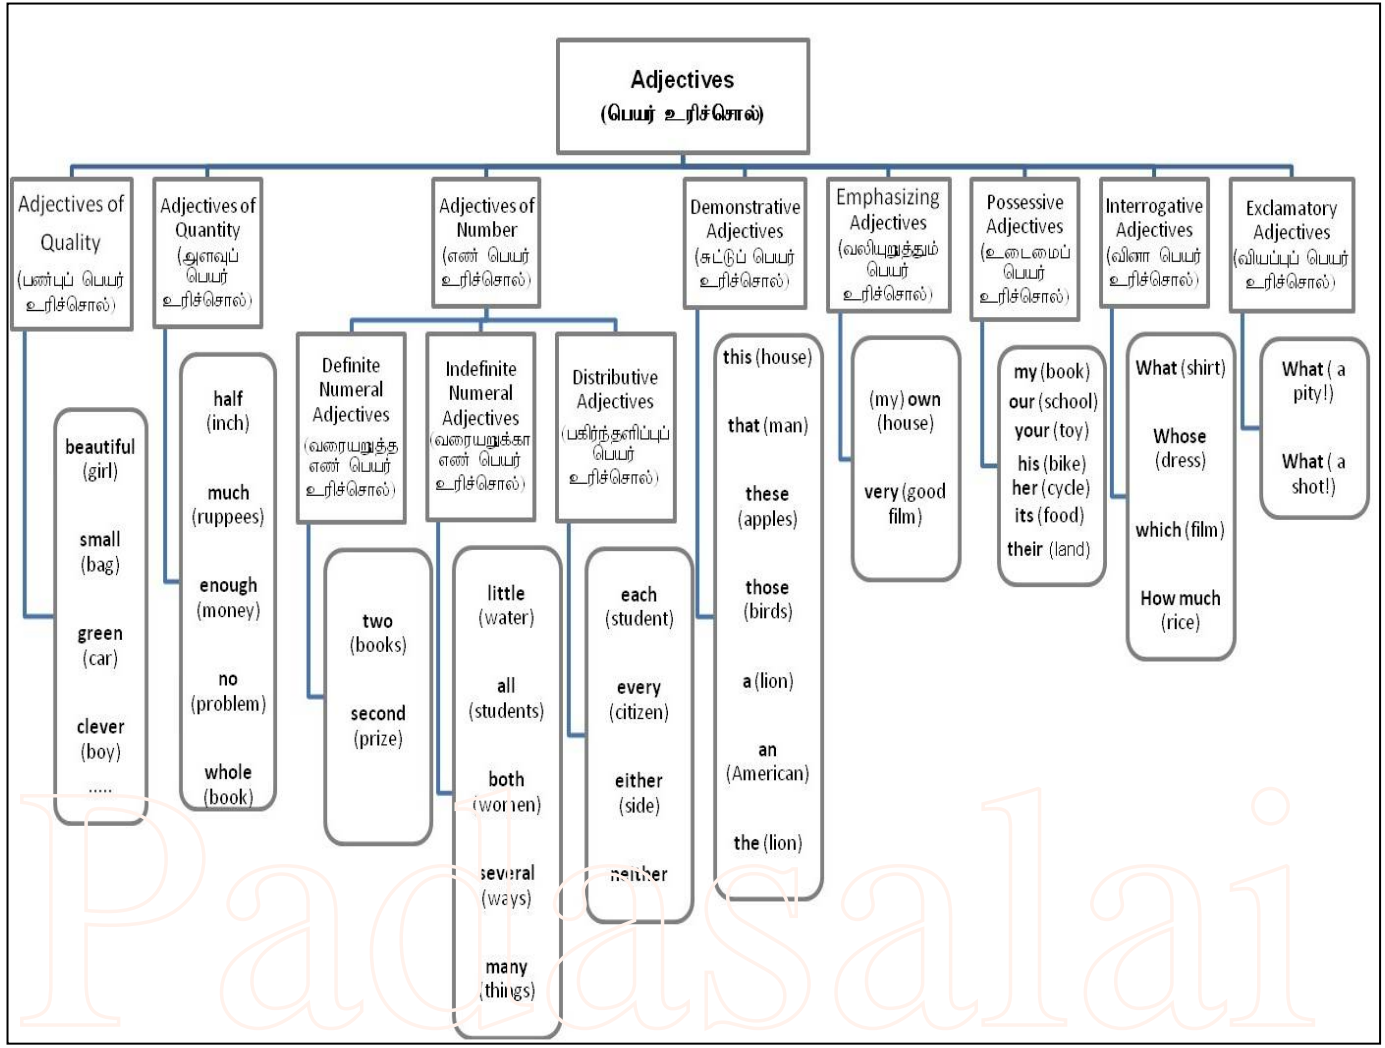 Adjectives
(பெயர் உரிச்சொல்)
Adjectives of
Quality
(பண்புப் பெயர்
உரிச்சொல்)
beautiful
(girl)
small
(bag)
green
(car)
clever
(boy)
.....
Adjectives of
Quantity
(அளவுப்
பெயர்
உரிச்சொல்)
half
(inch)
much
(ruppees)
enough
(money)
no
(problem)
whole
(book)
Adjectives of
Number
(எண் பெயர்
உரிச்சொல்)
Definite
Numeral
Adjectives
(வரையறுத்த
எண் பெயர்
உரிச்சொல்)
two
(books)
second
(prize)
Indefinite
Numeral
Adjectives
(வரையறுக்கா
எண் பெயர்
உரிச்சொல்)
little
(water)
all
(students)
both
(women)
several
(ways)
many
(things)
Distributive
Adjectives
(பகிர்ந்தளிப்புப்
பெயர்
உரிச்சொல்)
each
(student)
every
(citizen)
either
(side)
neither
Demonstrative
Adjectives
(சுட்டுப் பெயர்
உரிச்சொல்)
this (house)
that (man)
these
(apples)
those
(birds)
a (lion)
an
(American)
the (lion)
Emphasizing
Adjectives
(வலியுறுத்தும்
பெயர்
உரிச்சொல்)
(my) own
(house)
very (good
film)
Possessive
Adjectives
(உடைமைப்
பெயர்
உரிச்சொல்)
my (book)
our (school)
your (toy)
his (bike)
her (cycle)
its (food)
their (land)
Interrogative
Adjectives
(வினா பெயர்
உரிச்சொல்)
What (shirt)
Whose
(dress)
which (film)
How much
(rice)
Exclamatory
Adjectives
(வியப்புப் பெயர்
உரிச்சொல்)
What ( a
pity!)
What ( a
shot!)
Padasalai